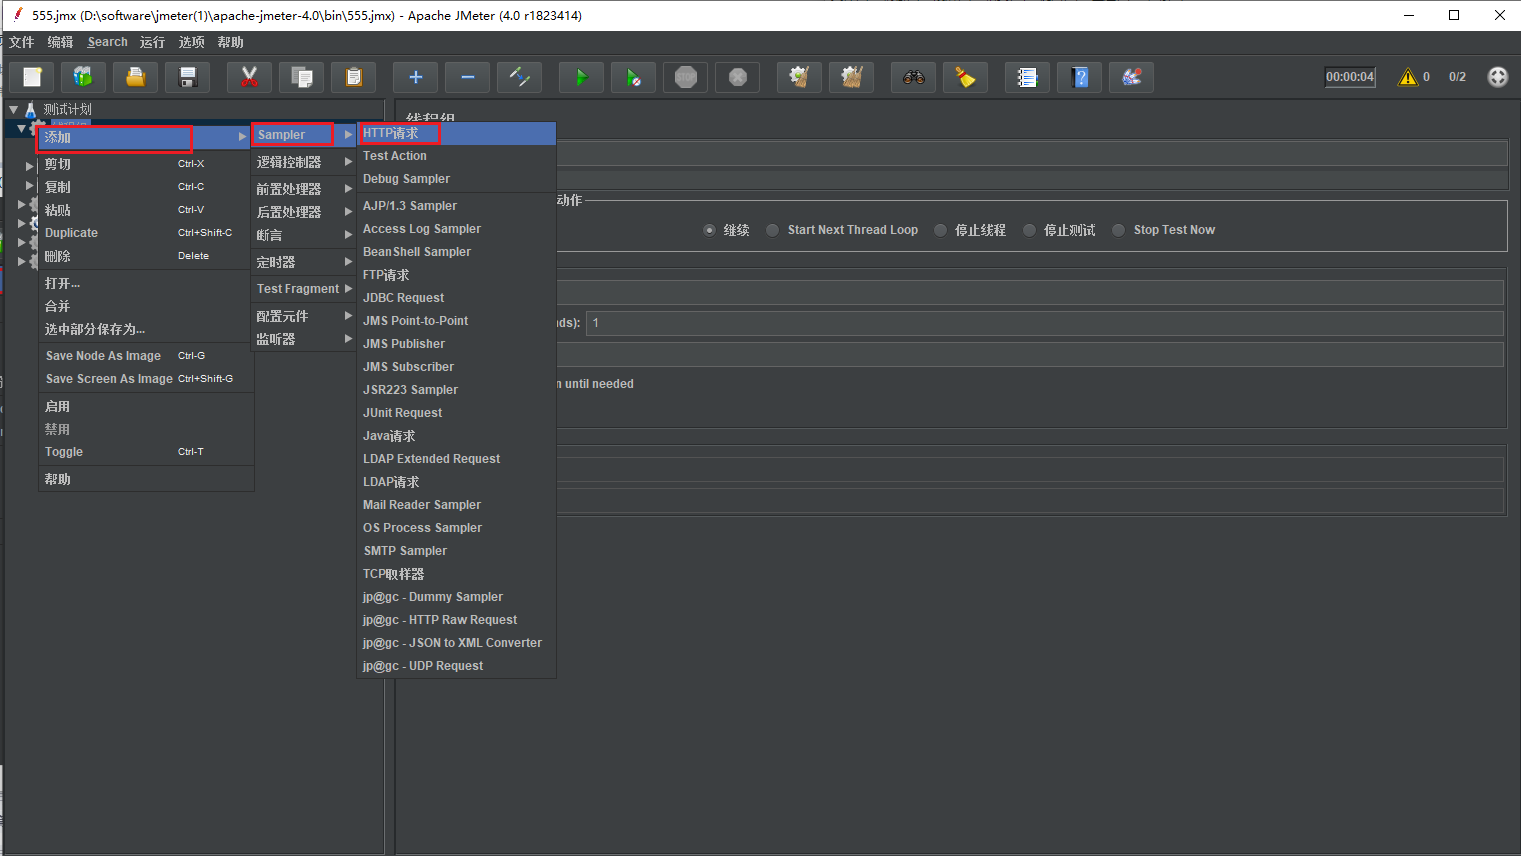 555.jmx (D:\software\jmeter(1)\apache-jmeter-4.0\bin\555.jmx) - Apache JMeter (4.0 r1823414)
文件 编辑 Search 运行 选项 帮助
00:00:04 0 0/2
测试计划
线程组
添加
剪切 Ctrl-X
复制 Ctrl-C
粘贴 Ctrl-V
Duplicate Ctrl+Shift-C
删除 Delete
打开...
合并
选中部分保存为...
Save Node As Image Ctrl-G
Save Screen As Image Ctrl+Shift-G
启用
禁用
Toggle Ctrl-T
帮助
Sampler
逻辑控制器
前置处理器
后置处理器
断言
定时器
Test Fragment
配置元件
监听器
HTTP请求
Test Action
Debug Sampler
AJP/1.3 Sampler
Access Log Sampler
BeanShell Sampler
FTP请求
JDBC Request
JMS Point-to-Point
JMS Publisher
JMS Subscriber
JSR223 Sampler
JUnit Request
Java请求
LDAP Extended Request
LDAP请求
Mail Reader Sampler
OS Process Sampler
SMTP Sampler
TCP取样器
jp@gc - Dummy Sampler
jp@gc - HTTP Raw Request
jp@gc - JSON to XML Converter
jp@gc - UDP Request
动作
继续 Start Next Thread Loop 停止线程 停止测试 Stop Test Now
ds): 1
until needed